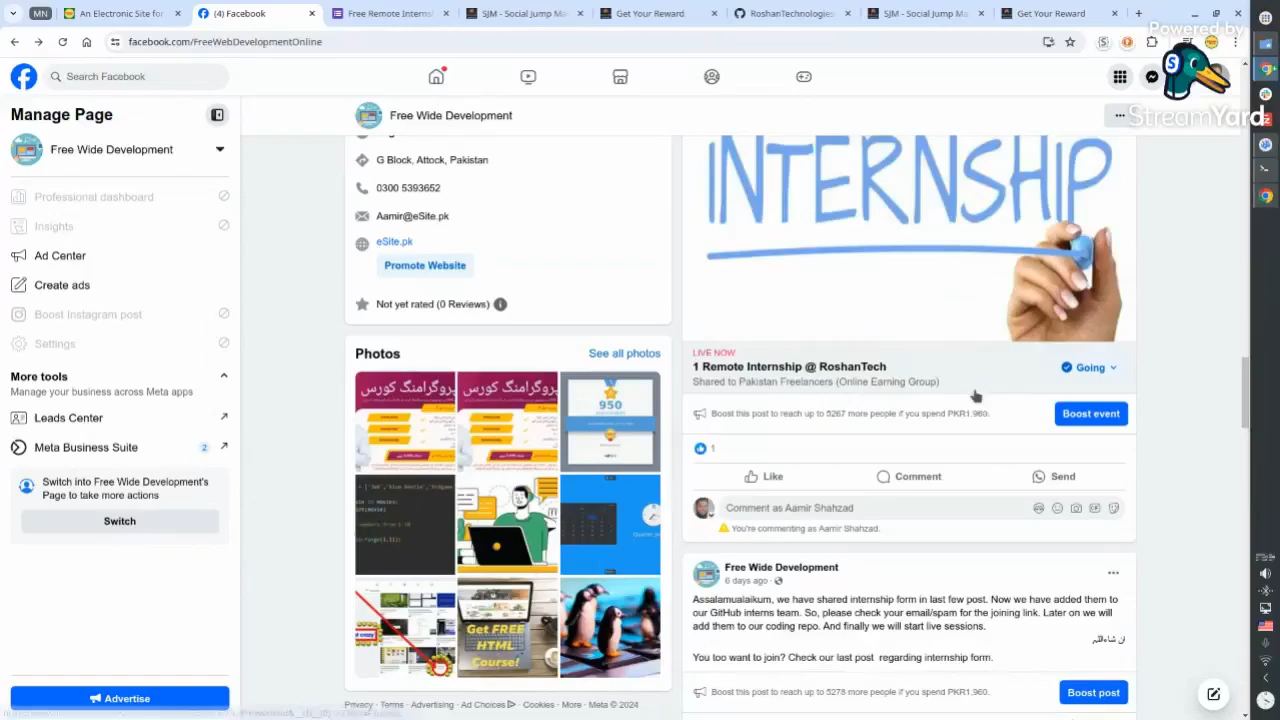 An Electronic Site for
MN
(4) Facebook
MN
Free Remote Interns
SJM - Social Jump Ma
Get Your Reward
RoshanTechnologies
SJM - Social Jump Ma
Get Your Reward
facebook.com/FreeWebDevelopmentOnline
Powered by
StreamYard
Search Facebook
Manage Page
Free Wide Development
Professional dashboard
Insights
Ad Center
Create ads
Boost Instagram post
Settings
More tools
Manage your business across Meta apps
Leads Center
Meta Business Suite
2
Switch into Free Wide Development's
Page to take more actions
Switch
Advertise
Free Wide Development
G Block, Attock, Pakistan
0300 5393652
Aamir@eSite.pk
eSite.pk
Promote Website
Not yet rated (0 Reviews)
Photos
See all photos
پروگرامنگ کورس
پروگرامنگ کورس
950
Get FREE
HTML
Course!
Privacy · Terms · Advertising · Ad Choices · Cookies · More · Meta © 2024
INTERNSHIP
LIVE NOW
1 Remote Internship @ RoshanTech
Shared to Pakistan Freelancers (Online Earning Group)
Going
Boost this post to reach up to 5267 more people if you spend PKR1,960.
Boost event
1
Like
Comment
Send
Comment as Aamir Shahzad
You're commenting as Aamir Shahzad.
Free Wide Development
6 days ago
Assalamualaikum, we have shared internship form in last few post. Now we have added them to
our GitHub interns team. So, please check your email/spam for the joining link. Later on we will
add them to our coding repo. And finally we will start live sessions.
ان شاءاللہ
You too want to join? Check our last post regarding internship form.
Boost this post to reach up to 5278 more people if you spend PKR1,960.
Boost post